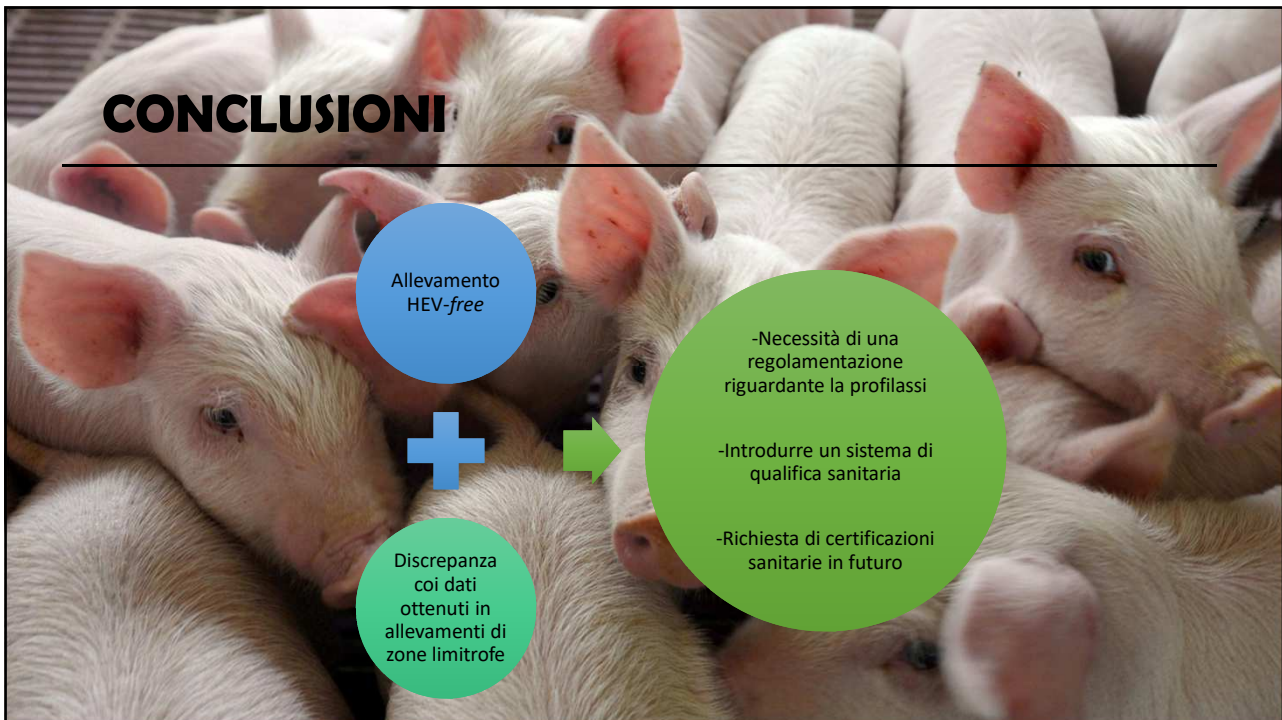 CONCLUSIONI
Allevamento
HEV-free
Discrepanza
coi dati
ottenuti in
allevamenti di
zone limitrofe
-Necessità di una
regolamentazione
riguardante la profilassi
-Introdurre un sistema di
qualifica sanitaria
-Richiesta di certificazioni
sanitarie in futuro